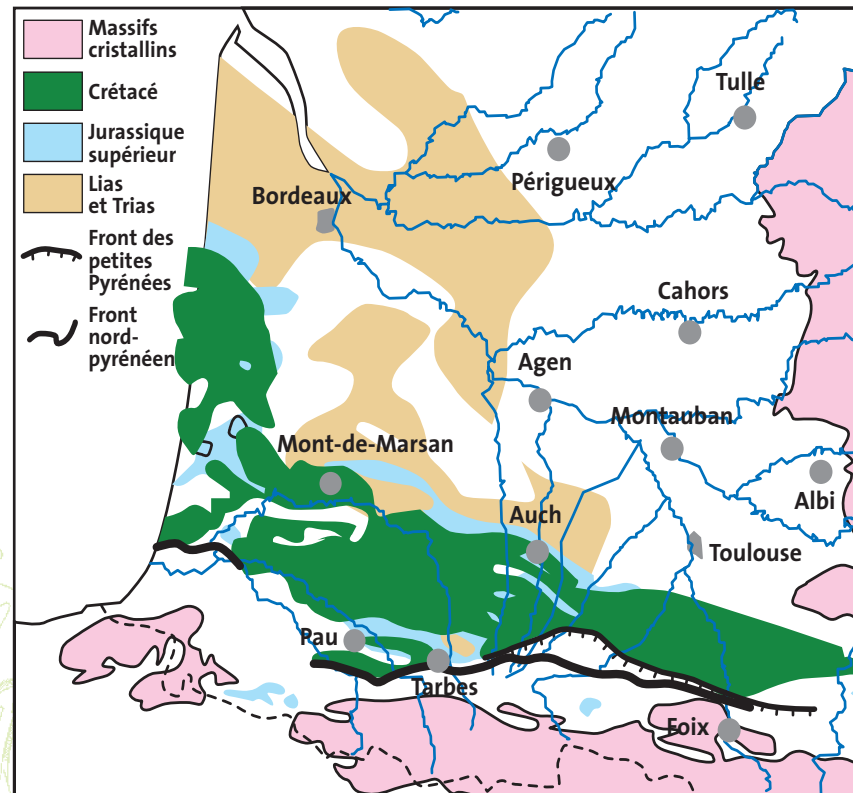 Massifs
cristallins
Crétacé
Jurassique
supérieur
Lias
et Trias
Front des
petites
Pyrénées
Front
nord-
pyrénéen
Tulle
Périgueux
Bordeaux
Cahors
Agen
Montauban
Mont-de-Marsan
Albi
Auch
Toulouse
Pau
Tarbes
Foix